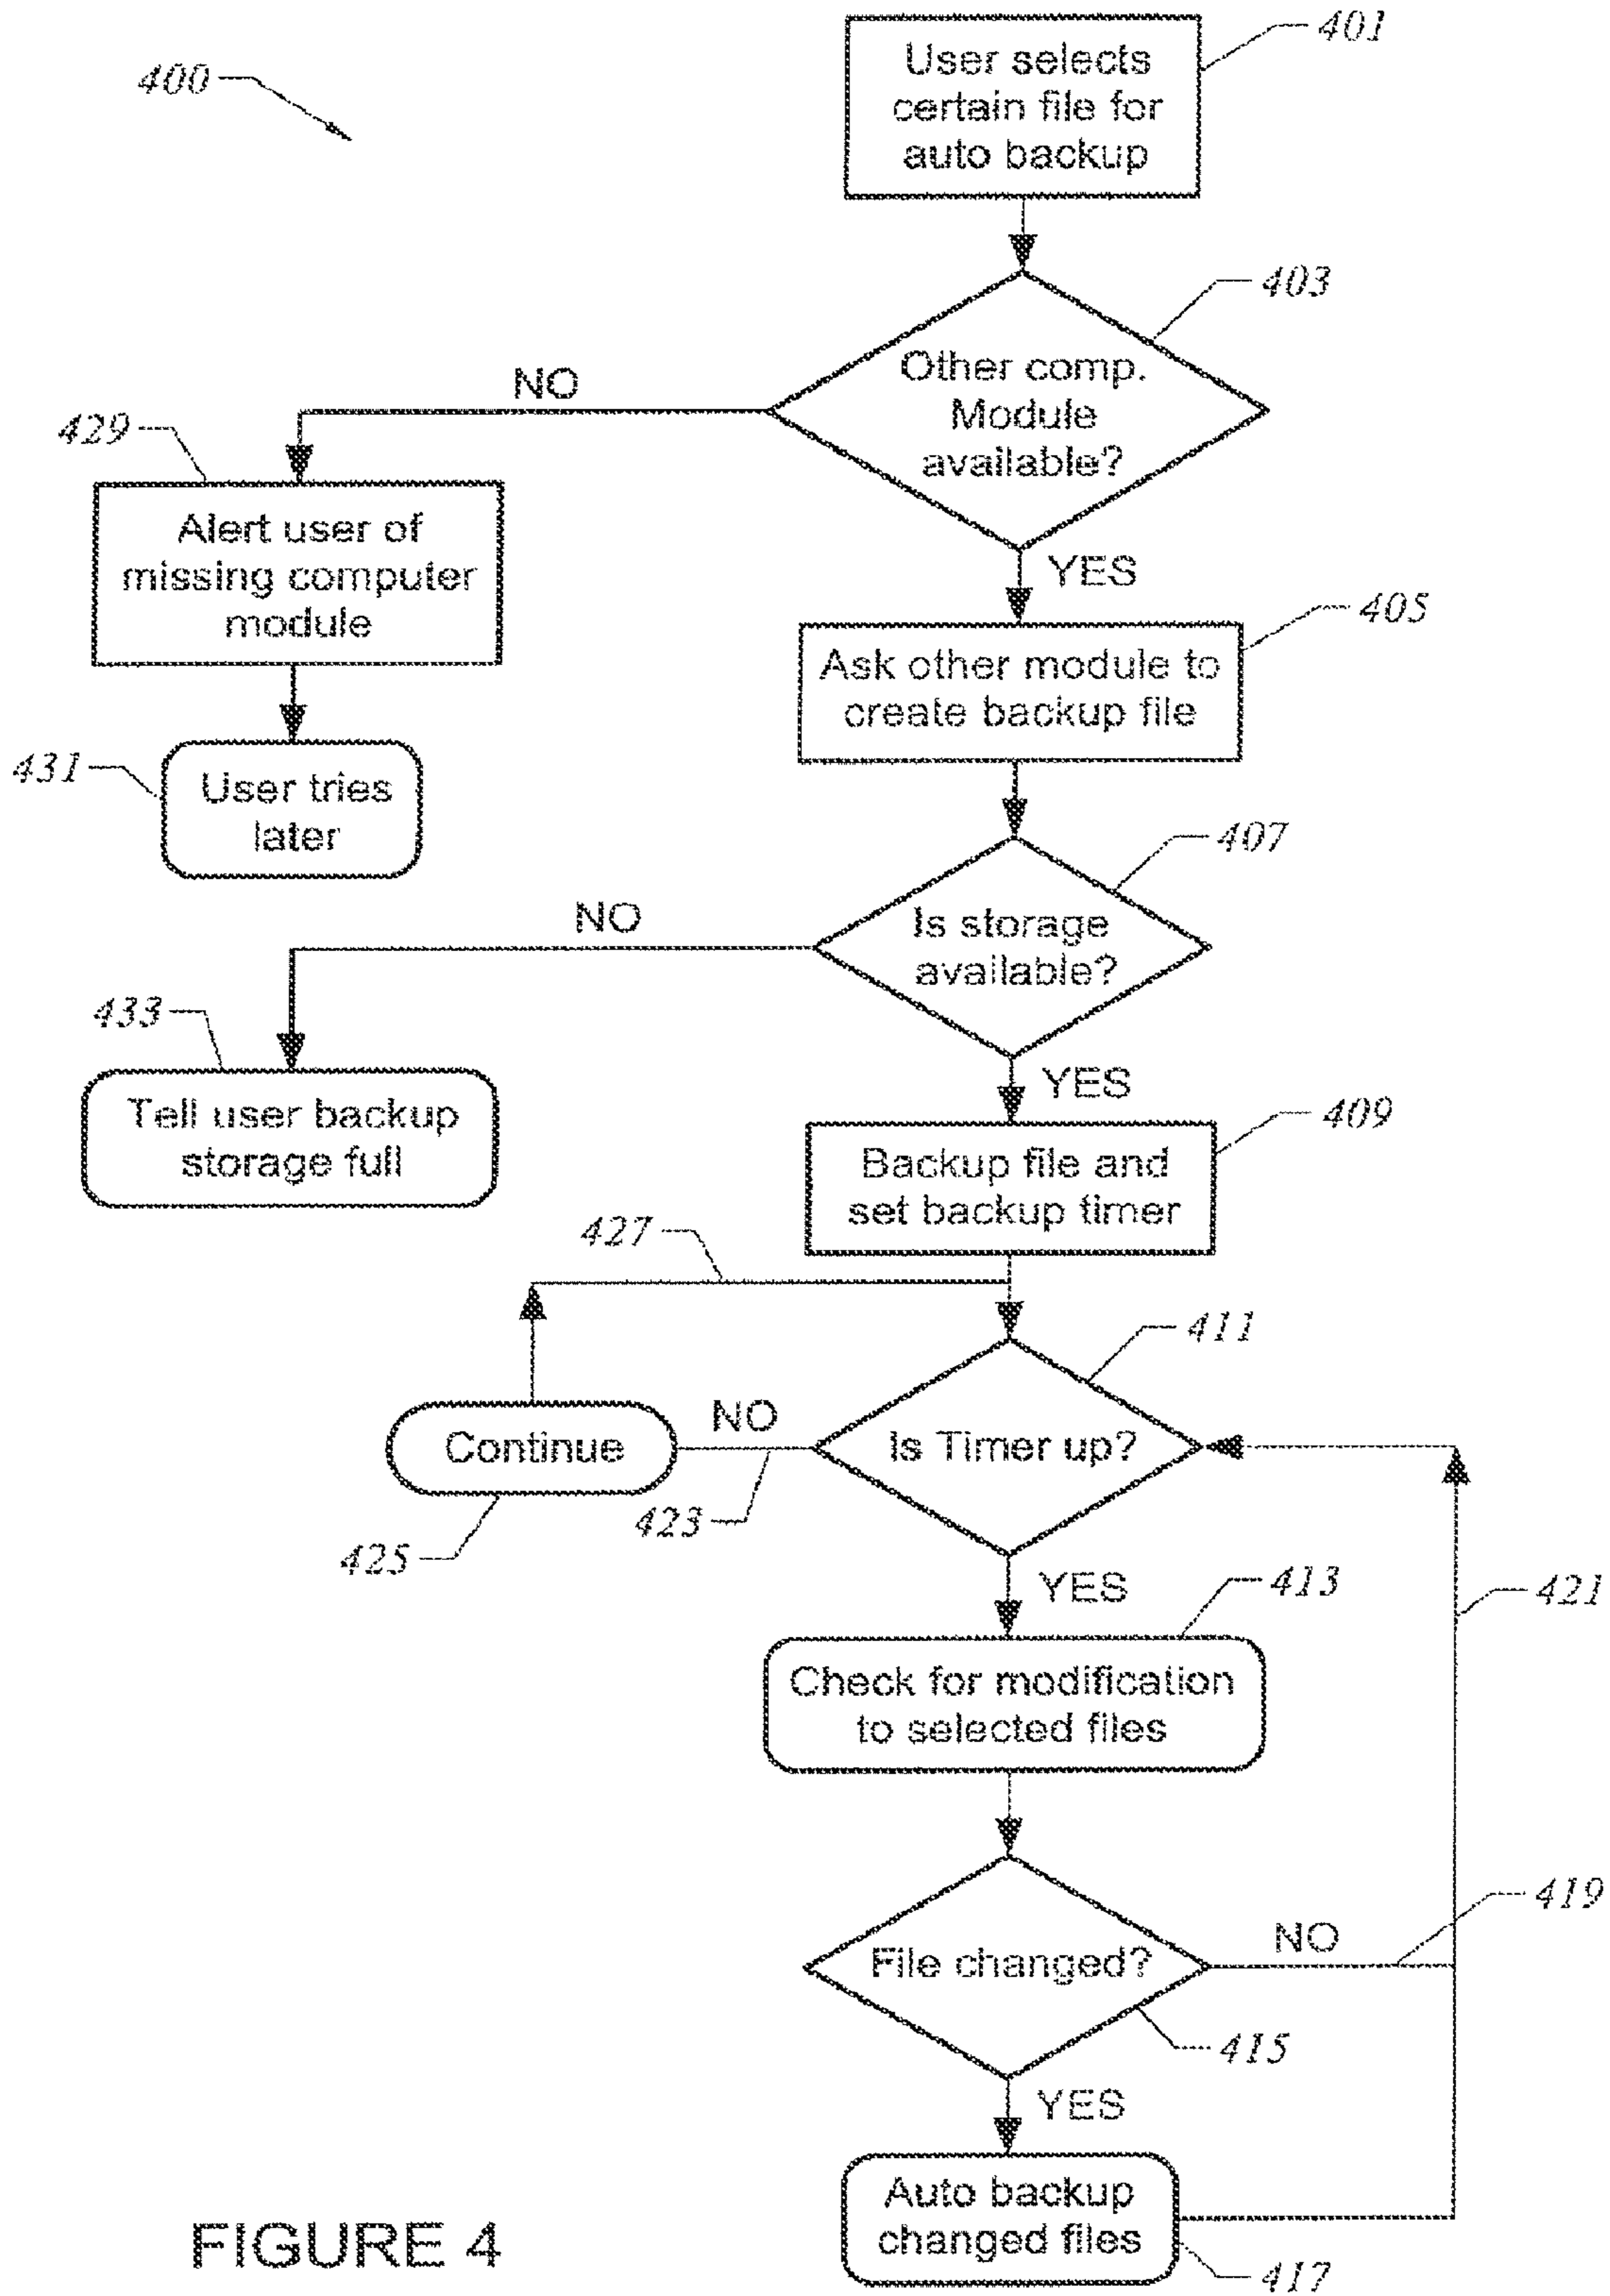 401
User selects
certain file for
auto backup
400
403
Other comp.
Module
available?
NO
YES
429
Alert user of
missing computer
module
405
Ask other module to
create backup file
431
User tries
later
407
Is storage
available?
NO
YES
433
Tell user backup
storage full
409
Backup file and
set backup timer
427
411
Is Timer up?
NO
Continue
423
425
YES
413
Check for modification
to selected files
421
419
File changed?
NO
415
YES
Auto backup
changed files
417
FIGURE 4